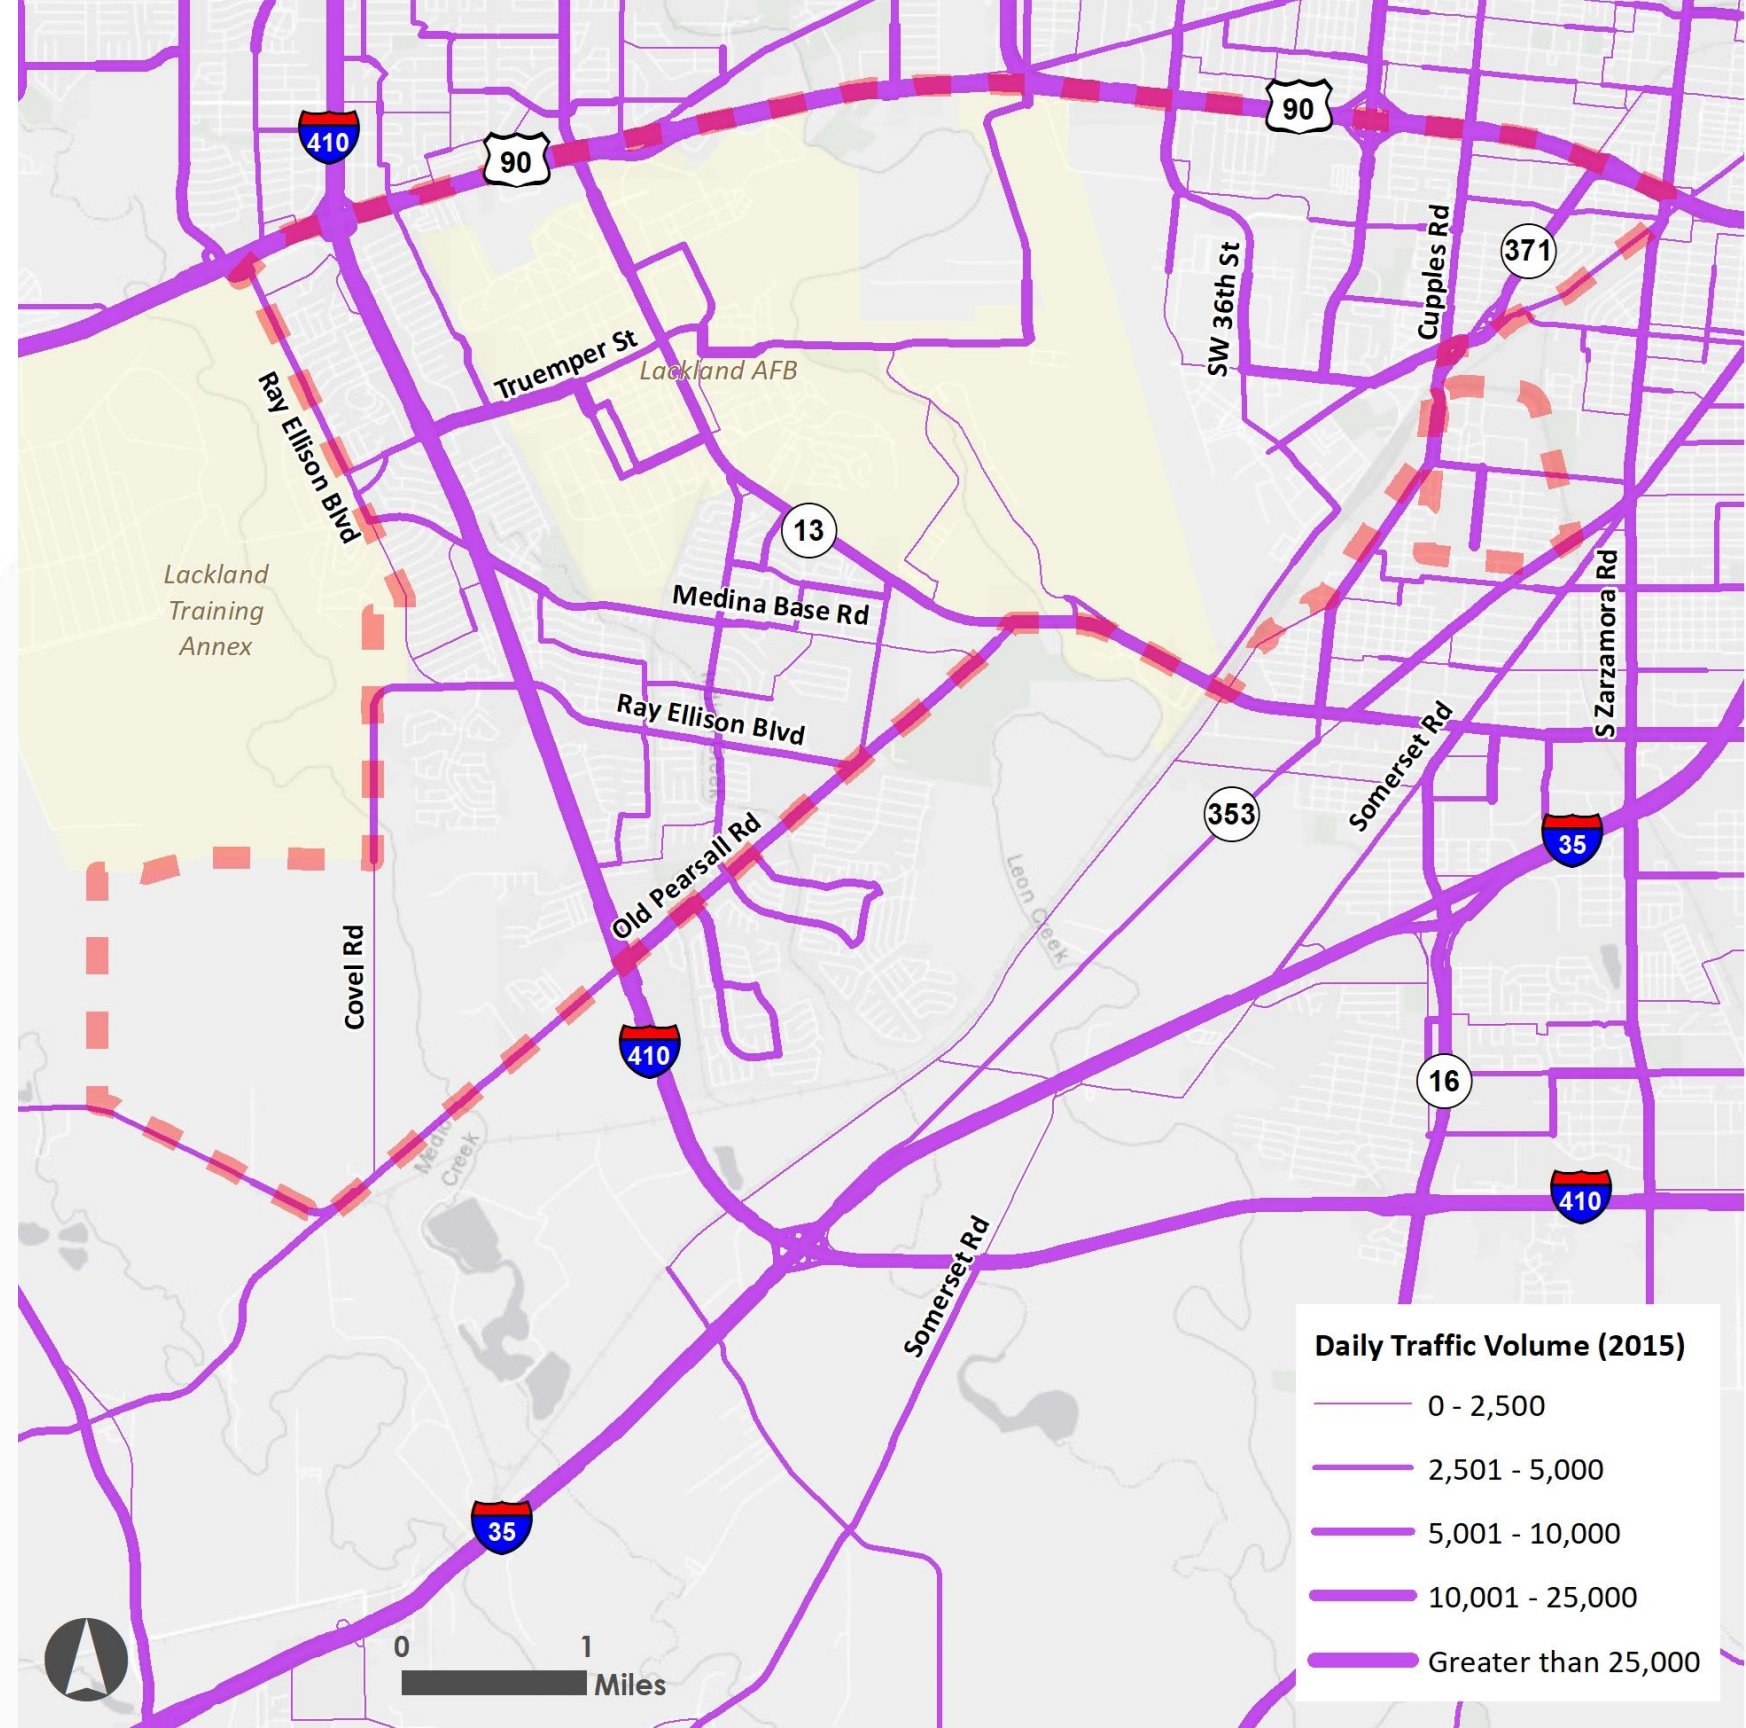 410
90
90
371
Cupples Rd
SW 36th St
Truemper St
Lackland AFB
Ray Ellison Blvd
13
Lackland
Training
Annex
Medina Base Rd
S Zarzamora Rd
Ray Ellison Blvd
Somerset Rd
353
35
Old Pearsall Rd
Leon Creek
Covel Rd
410
16
Creek
410
Somerset Rd
35
0
1
Miles
Daily Traffic Volume (2015)
0 - 2,500
2,501 - 5,000
5,001 - 10,000
10,001 - 25,000
Greater than 25,000